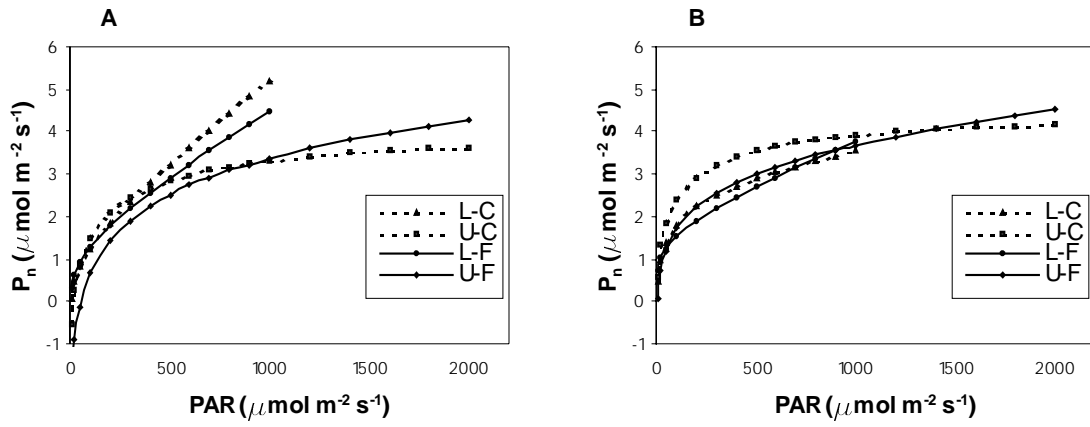 A
6
5
4
3
2
1
0
-1
0 500 1000 1500 2000
Pn (μmol m-2 s-1)
PAR (μmol m-2 s-1)
L-C
U-C
L-F
U-F
B
6
5
4
3
2
1
0
-1
0 500 1000 1500 2000
Pn (μmol m-2 s-1)
PAR (μmol m-2 s-1)
L-C
U-C
L-F
U-F